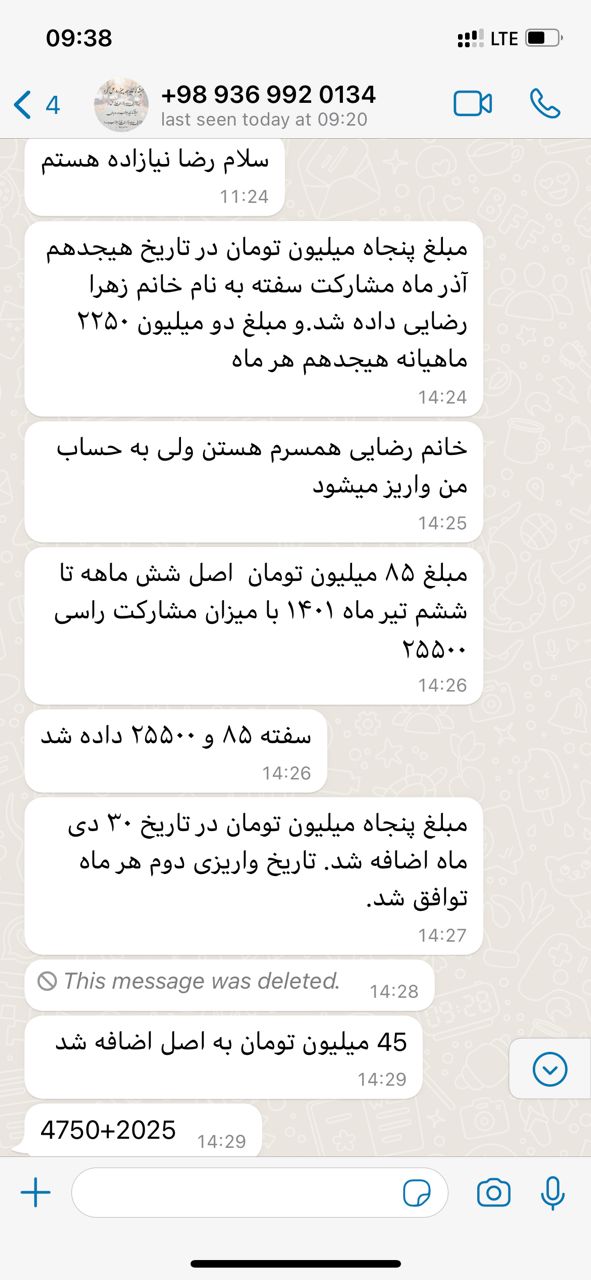 09:38
LTE
4
+98 936 992 0134
last seen today at 09:20
سلام رضا نیازاده هستم
11:24
مبلغ پنجاه میلیون تومان در تاریخ هیجدهم
آذر ماه مشارکت سفته به نام خانم زهرا
رضایی داده شد.و مبلغ دو میلیون ۲۲۵۰
ماهیانه هیجدهم هر ماه
14:24
خانم رضایی همسرم هستن ولی به حساب
من واریز میشود
14:25
مبلغ ۸۵ میلیون تومان اصل شش ماهه تا
ششم تیر ماه ۱۴۰۱ با میزان مشارکت راسی
۲۵۵۰۰
14:26
سفته ۸۵ و ۲۵۵۰۰ داده شد
14:26
مبلغ پنجاه میلیون تومان در تاریخ ۳۰ دی
ماه اضافه شد. تاریخ واریزی دوم هر ماه
توافق شد.
14:27
This message was deleted.
14:28
45 میلیون تومان به اصل اضافه شد
14:29
4750+2025
14:29